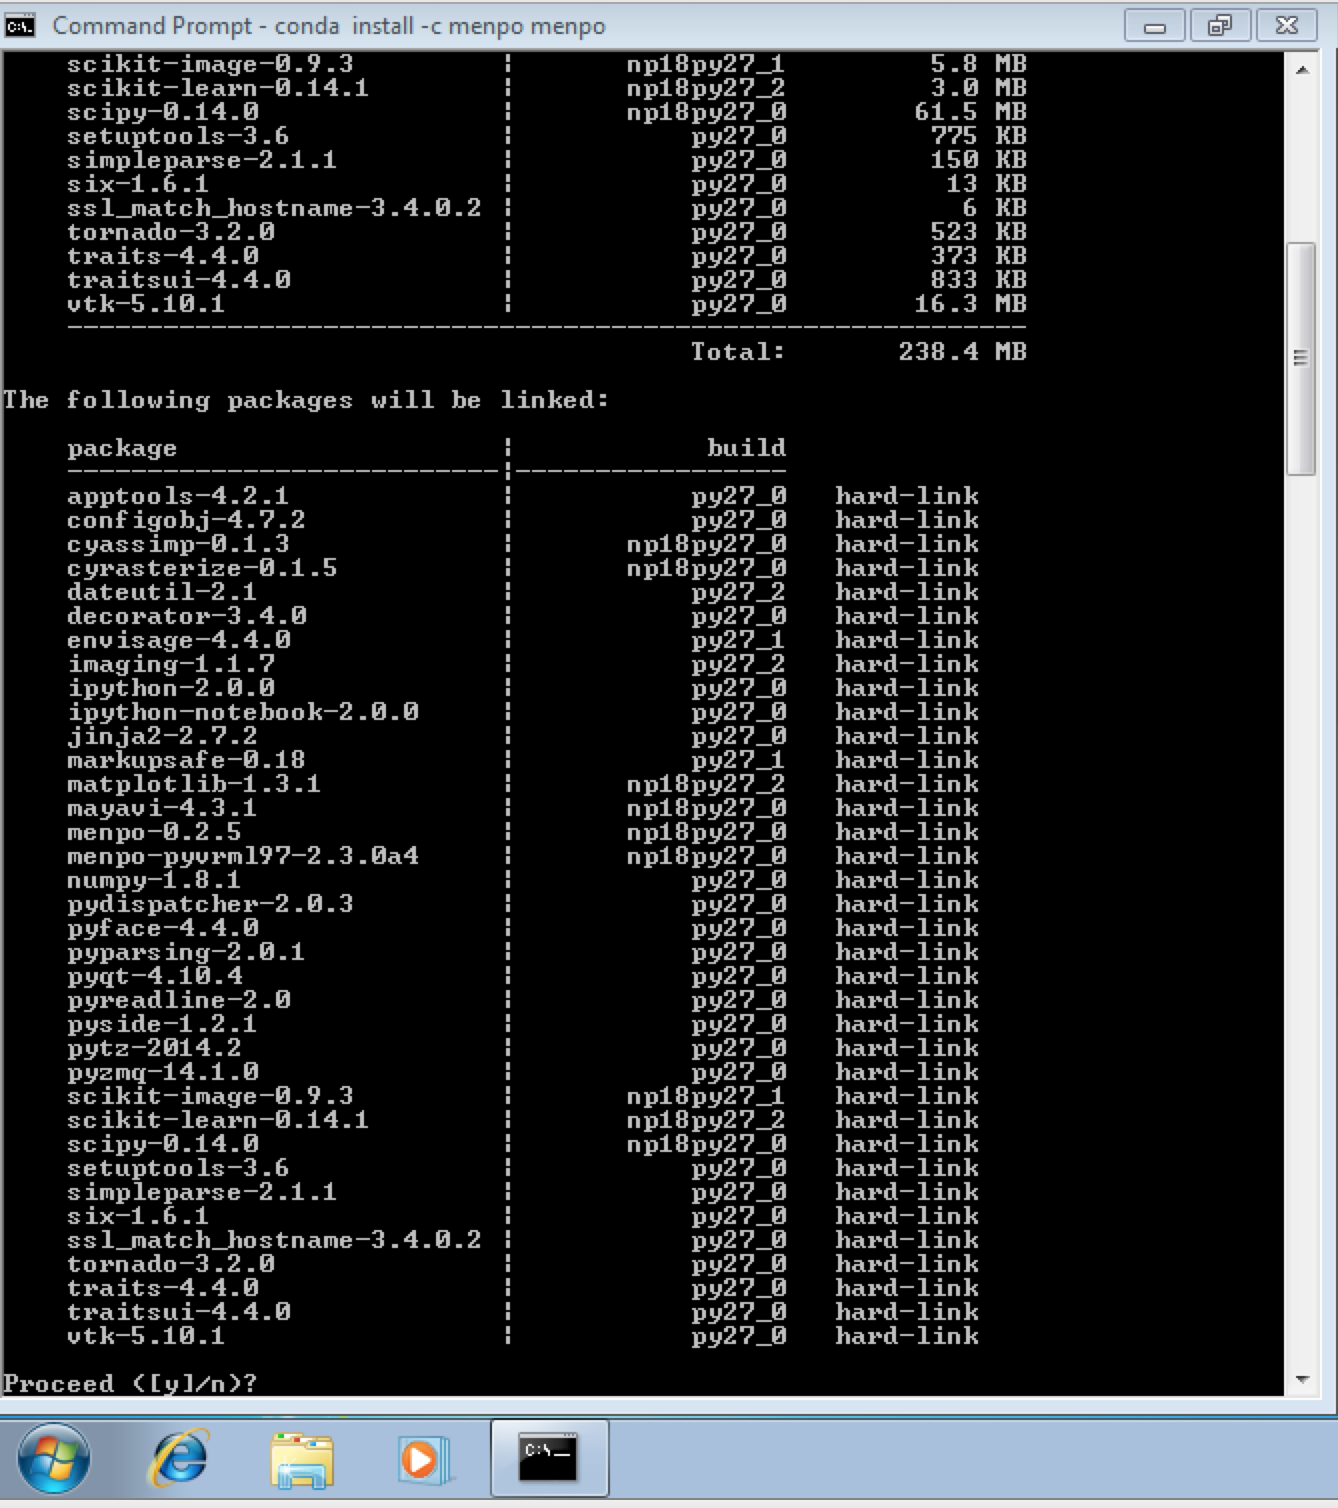 Command Prompt - conda  install -c menpo menpo
scikit-image-0.9.3 | np18py27_1 5.8 MB
scikit-learn-0.14.1 | np18py27_2 3.0 MB
scipy-0.14.0 | np18py27_0 61.5 MB
setuptools-3.6 | py27_0 775 KB
simpleparse-2.1.1 | py27_0 150 KB
six-1.6.1 | py27_0 13 KB
ssl_match_hostname-3.4.0.2 | py27_0 6 KB
tornado-3.2.0 | py27_0 523 KB
traits-4.4.0 | py27_0 373 KB
traitsui-4.4.0 | py27_0 833 KB
vtk-5.10.1 | py27_0 16.3 MB
------------------------------------------------------------
Total: 238.4 MB
The following packages will be linked:
package | build
---------------------------|-----------------
apptools-4.2.1 | py27_0 hard-link
configobj-4.7.2 | py27_0 hard-link
cyassimp-0.1.3 | np18py27_0 hard-link
cyrasterize-0.1.5 | np18py27_0 hard-link
dateutil-2.1 | py27_2 hard-link
decorator-3.4.0 | py27_0 hard-link
envisage-4.4.0 | py27_1 hard-link
imaging-1.1.7 | py27_2 hard-link
ipython-2.0.0 | py27_0 hard-link
ipython-notebook-2.0.0 | py27_0 hard-link
jinja2-2.7.2 | py27_0 hard-link
markupsafe-0.18 | py27_1 hard-link
matplotlib-1.3.1 | np18py27_2 hard-link
mayavi-4.3.1 | np18py27_0 hard-link
menpo-0.2.5 | np18py27_0 hard-link
menpo-pyvrml97-2.3.0a4 | np18py27_0 hard-link
numpy-1.8.1 | py27_0 hard-link
pydispatcher-2.0.3 | py27_0 hard-link
pyface-4.4.0 | py27_0 hard-link
pyparsing-2.0.1 | py27_0 hard-link
pyqt-4.10.4 | py27_0 hard-link
pyreadline-2.0 | py27_0 hard-link
pyside-1.2.1 | py27_0 hard-link
pytz-2014.2 | py27_0 hard-link
pyzmq-14.1.0 | py27_0 hard-link
scikit-image-0.9.3 | np18py27_1 hard-link
scikit-learn-0.14.1 | np18py27_2 hard-link
scipy-0.14.0 | np18py27_0 hard-link
setuptools-3.6 | py27_0 hard-link
simpleparse-2.1.1 | py27_0 hard-link
six-1.6.1 | py27_0 hard-link
ssl_match_hostname-3.4.0.2 | py27_0 hard-link
tornado-3.2.0 | py27_0 hard-link
traits-4.4.0 | py27_0 hard-link
traitsui-4.4.0 | py27_0 hard-link
vtk-5.10.1 | py27_0 hard-link
Proceed ([y]/n)?
C:\_